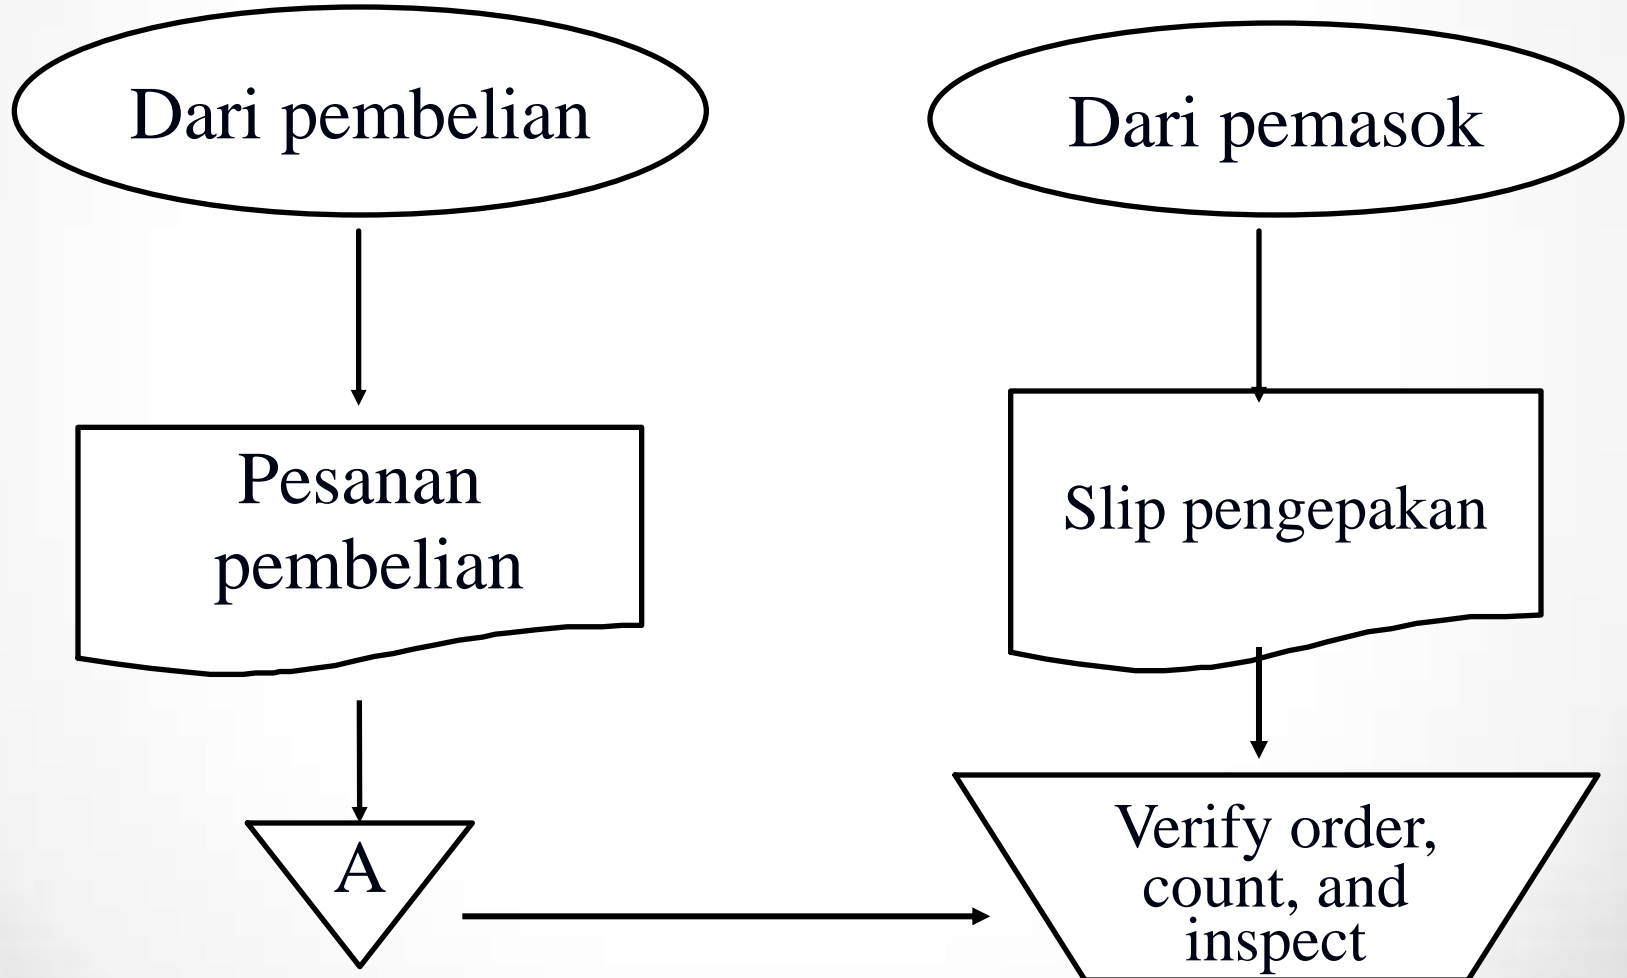 Dari pembelian
Dari pemasok
Pesanan
pembelian
Slip pengepakan
A
Verify order,
count, and
inspect